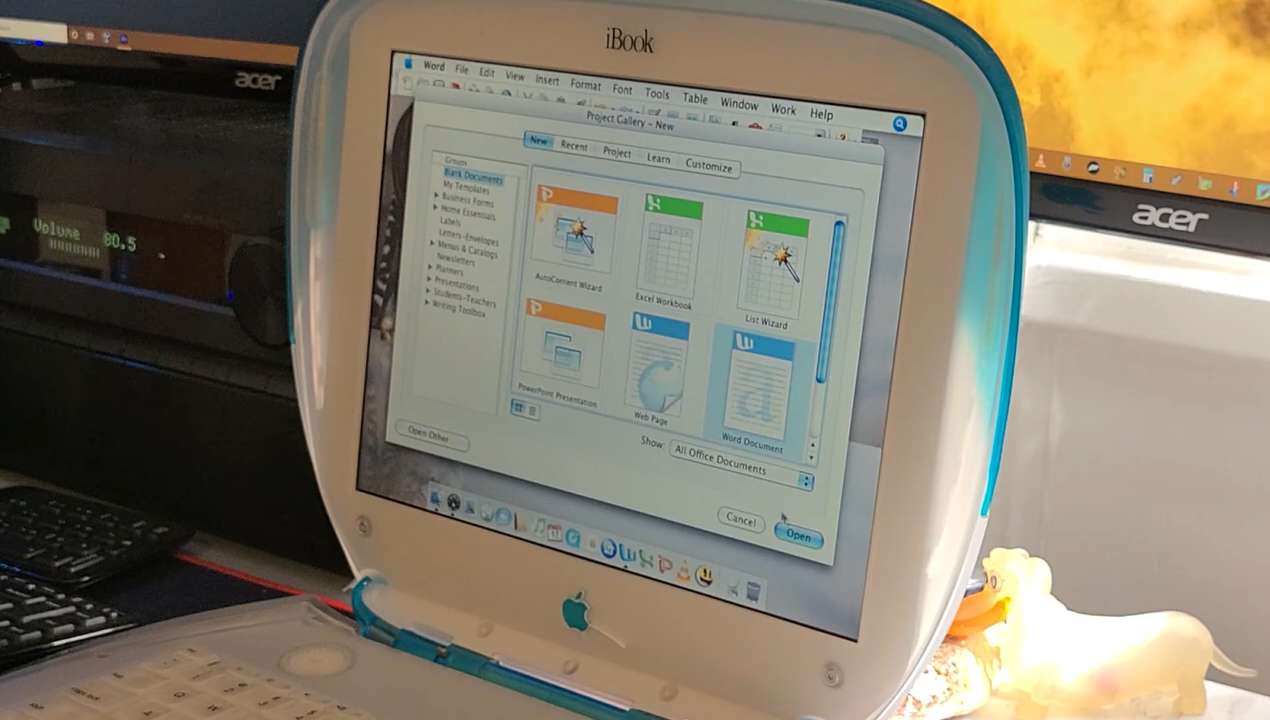 iBook
acer
Word File Edit View Insert Format Font Tools Table Window Work Help
Project Gallery – New
New Recent Project Learn Customize
Groups
Blank Documents
My Templates
Business Forms
Home Essentials
Labels
Letters–Envelopes
Menus & Catalogs
Newsletters
Planners
Presentations
Students–Teachers
Writing Toolbox
AutoContent Wizard
Excel Workbook
List Wizard
PowerPoint Presentation
Web Page
Word Document
Show: All Office Documents
Open Other...
Cancel
Open
Volume 80.5
acer
caps lock
Q
W
A